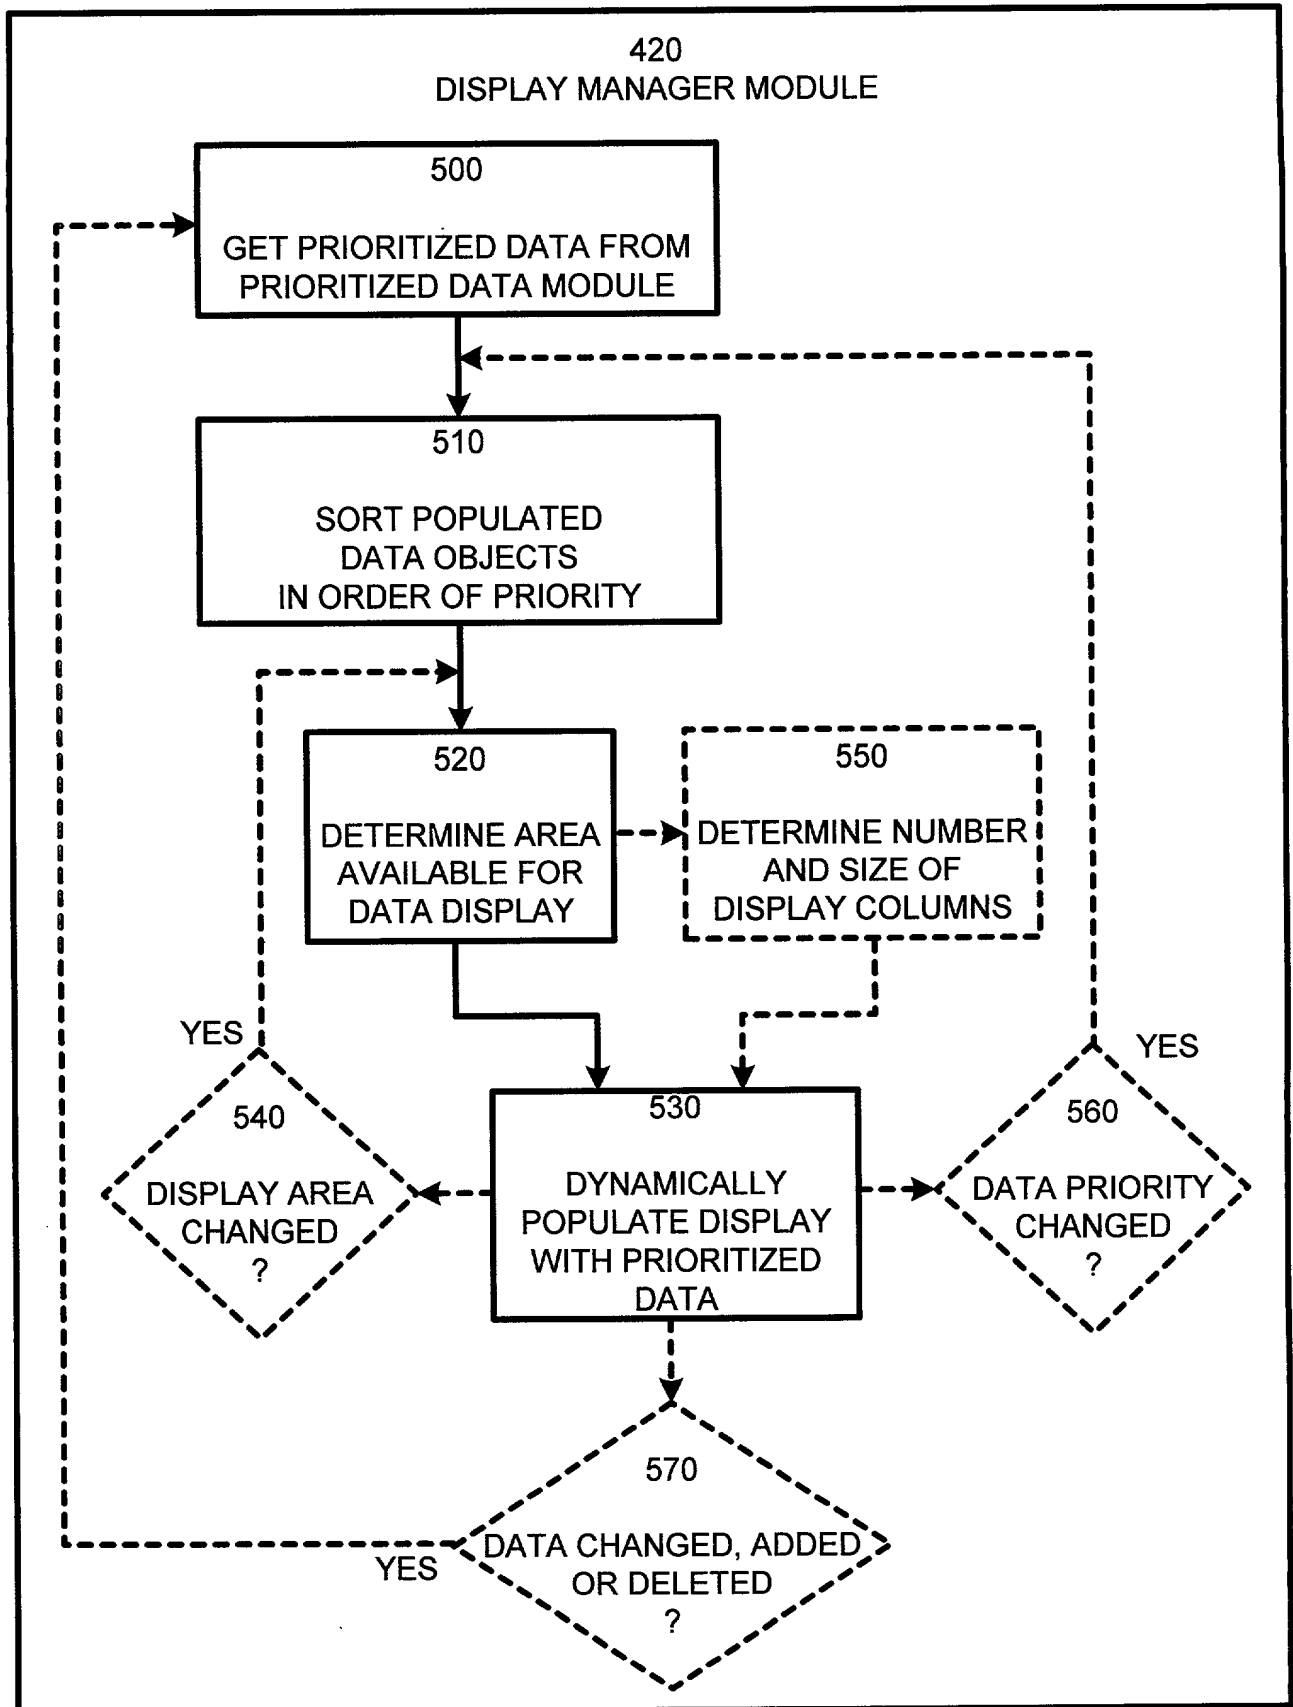 420
DISPLAY MANAGER MODULE
500
GET PRIORITIZED DATA FROM
PRIORITIZED DATA MODULE
510
SORT POPULATED
DATA OBJECTS
IN ORDER OF PRIORITY
520
DETERMINE AREA
AVAILABLE FOR
DATA DISPLAY
550
DETERMINE NUMBER
AND SIZE OF
DISPLAY COLUMNS
YES
540
DISPLAY AREA
CHANGED
?
530
DYNAMICALLY
POPULATE DISPLAY
WITH PRIORITIZED
DATA
YES
560
DATA PRIORITY
CHANGED
?
570
DATA CHANGED, ADDED
OR DELETED
?
YES